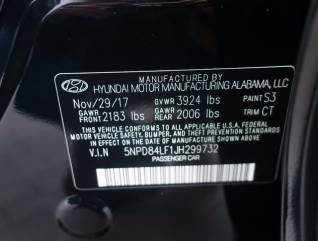 MANUFACTURED BY
HYUNDAI MOTOR MANUFACTURING ALABAMA, LLC
Nov/29/17 GVWR 3924 lbs PAINT S3
GAWR FRONT 2183 lbs GAWR REAR 2006 lbs TRIM CT
THIS VEHICLE CONFORMS TO ALL APPLICABLE FEDERAL
MOTOR VEHICLE SAFETY, BUMPER, AND THEFT PREVENTION
STANDARDS IN EFFECT ON THE DATE OF MANUFACTURE SHOWN ABOVE.
V.I.N 5NPD84LF1JH299732
PASSENGER CAR